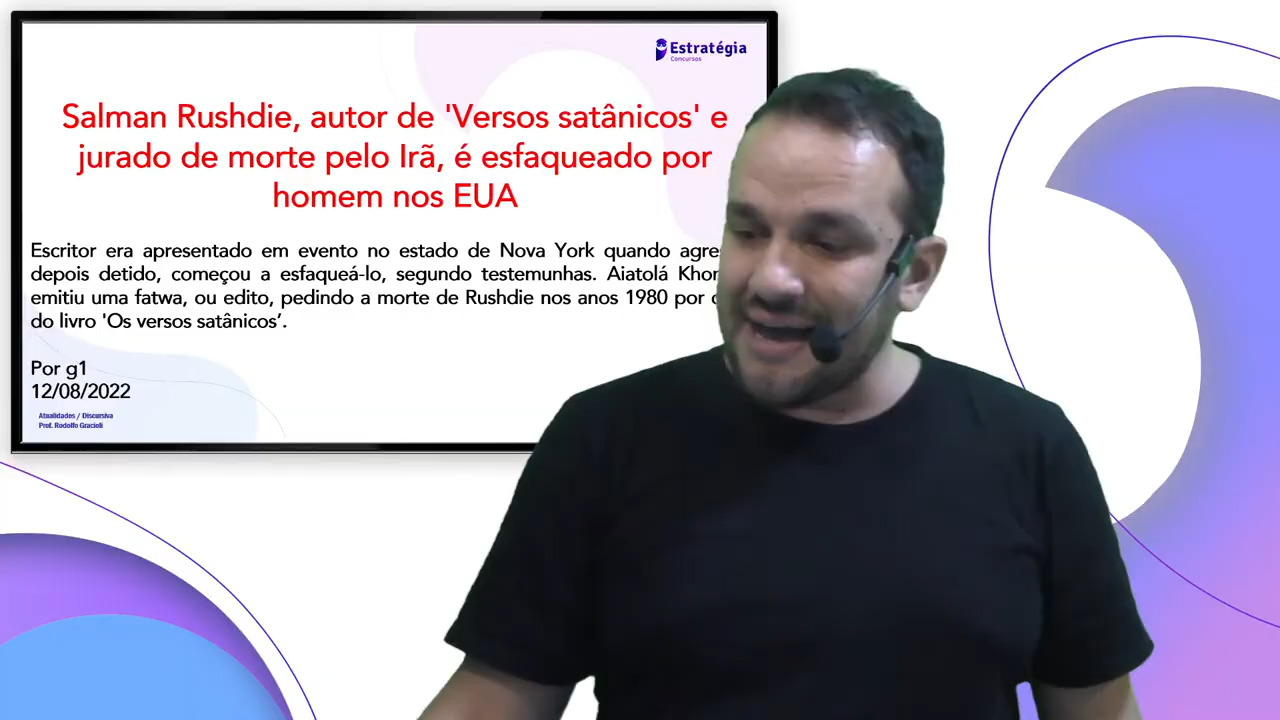 Estratégia
Concursos
Salman Rushdie, autor de 'Versos satânicos' e
jurado de morte pelo Irã, é esfaqueado por
homem nos EUA
Escritor era apresentado em evento no estado de Nova York quando
depois detido, começou a esfaqueá-lo, segundo testemunhas. Aiatolá
emitiu uma fatwa, ou edito, pedindo a morte de Rushdie nos anos 1980 por
do livro 'Os versos satânicos’.
Por g1
12/08/2022
Atualidades / Discursiva
Prof. Rodolfo Gracioli